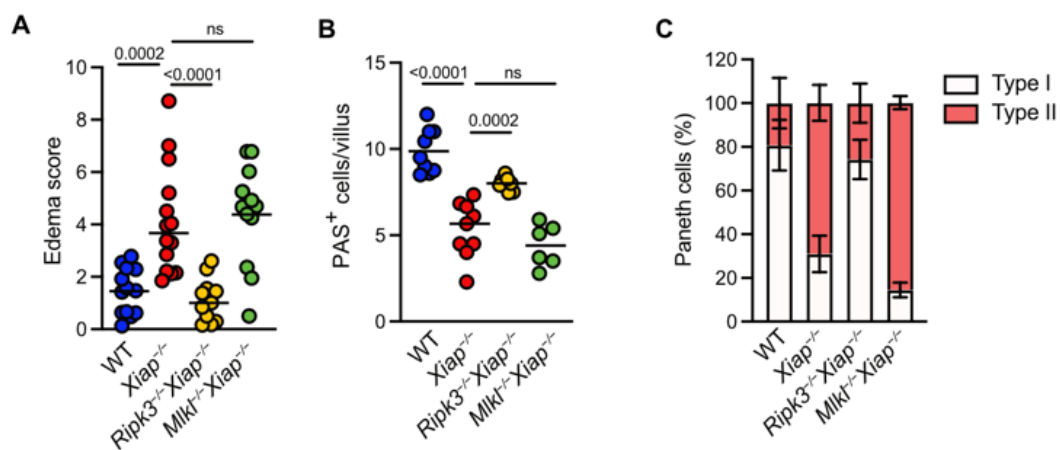 A
Edema score
10
8
6
4
2
0
0.0002
<0.0001
ns
WT
Xiap⁻/⁻
Ripk3⁻/⁻Xiap⁻/⁻
Mlkl⁻/⁻Xiap⁻/⁻
B
PAS⁺ cells/villus
15
10
5
0
<0.0001
0.0002
ns
WT
Xiap⁻/⁻
Ripk3⁻/⁻Xiap⁻/⁻
Mlkl⁻/⁻Xiap⁻/⁻
C
Paneth cells (%)
120
100
80
60
40
20
0
WT
Xiap⁻/⁻
Ripk3⁻/⁻Xiap⁻/⁻
Mlkl⁻/⁻Xiap⁻/⁻
Type I
Type II